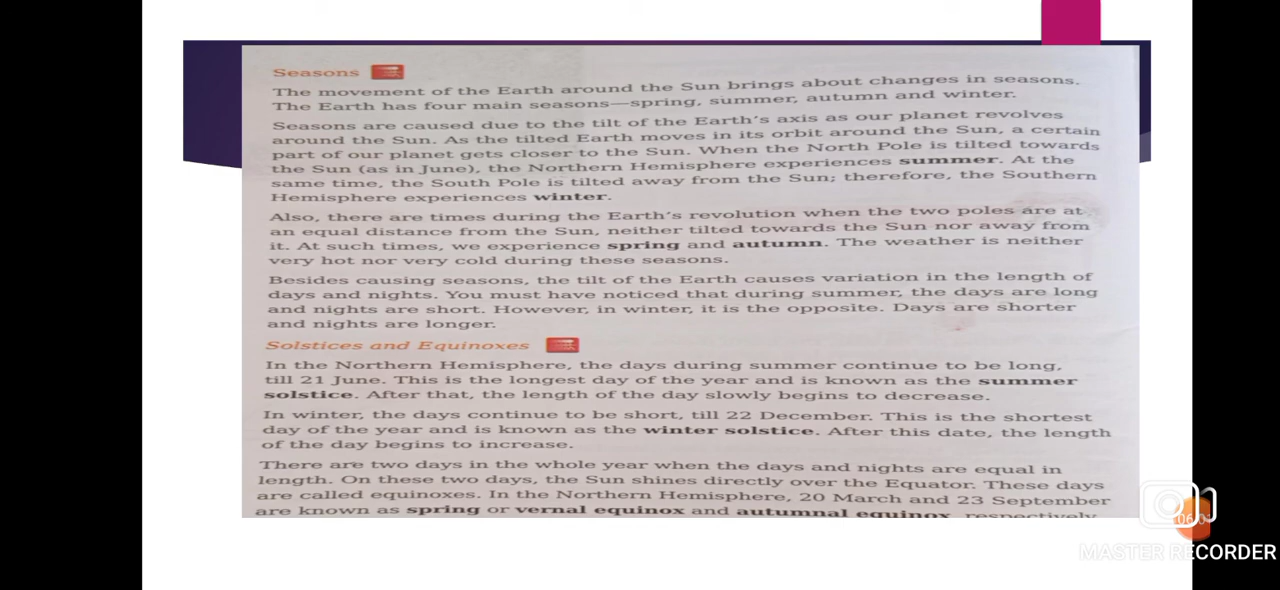 Seasons
The movement of the Earth around the Sun brings about changes in seasons.
The Earth has four main seasons—spring, summer, autumn and winter.
Seasons are caused due to the tilt of the Earth's axis as our planet revolves
around the Sun. As the tilted Earth moves in its orbit around the Sun, a certain
part of our planet gets closer to the Sun. When the North Pole is tilted towards
the Sun (as in June), the Northern Hemisphere experiences summer. At the
same time, the South Pole is tilted away from the Sun; therefore, the Southern
Hemisphere experiences winter.
Also, there are times during the Earth's revolution when the two poles are at
an equal distance from the Sun, neither tilted towards the Sun nor away from
it. At such times, we experience spring and autumn. The weather is neither
very hot nor very cold during these seasons.
Besides causing seasons, the tilt of the Earth causes variation in the length of
days and nights. You must have noticed that during summer, the days are long
and nights are short. However, in winter, it is the opposite. Days are shorter
and nights are longer.
Solstices and Equinoxes
In the Northern Hemisphere, the days during summer continue to be long,
till 21 June. This is the longest day of the year and is known as the summer
solstice. After that, the length of the day slowly begins to decrease.
In winter, the days continue to be short, till 22 December. This is the shortest
day of the year and is known as the winter solstice. After this date, the length
of the day begins to increase.
There are two days in the whole year when the days and nights are equal in
length. On these two days, the Sun shines directly over the Equator. These days
are called equinoxes. In the Northern Hemisphere, 20 March and 23 September
are known as spring or vernal equinox and autumnal equinox respectively
MASTER RECORDER